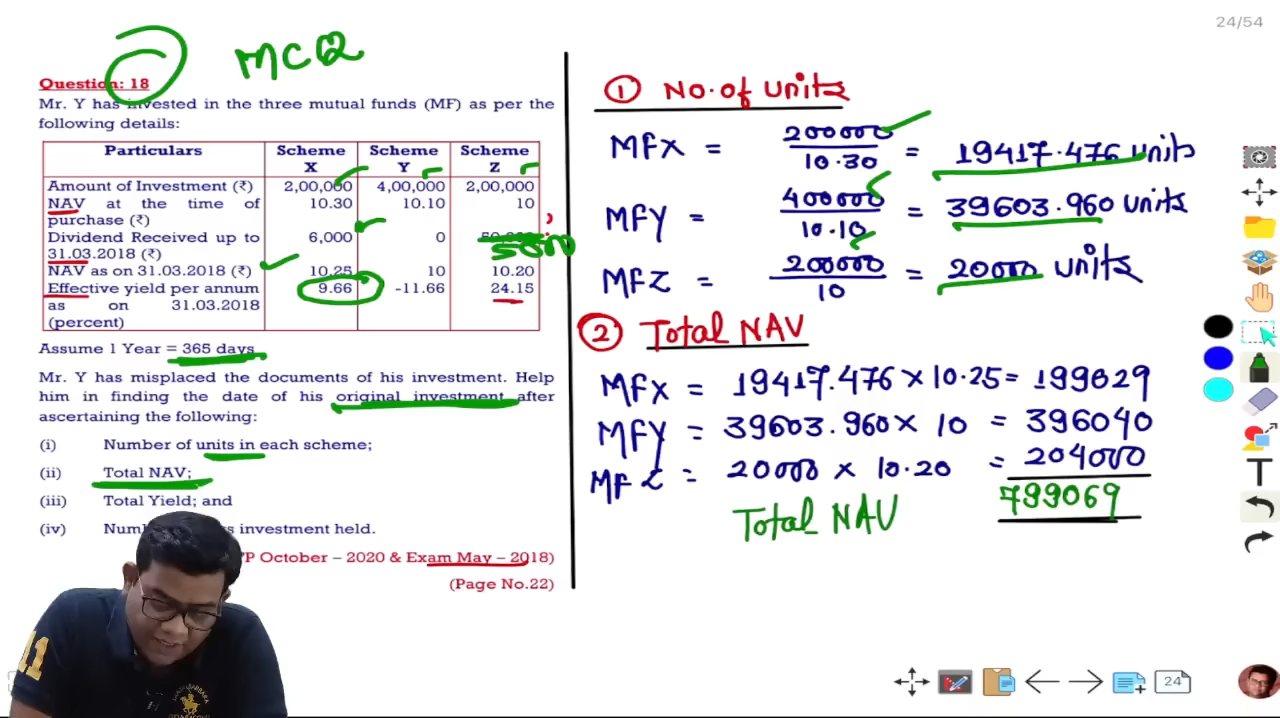 24/54
MCQ
Question: 18
Mr. Y has invested in the three mutual funds (MF) as per the
following details:
Particulars Scheme X Scheme Y Scheme Z
Amount of Investment (₹) 2,00,000 4,00,000 2,00,000
NAV at the time of purchase (₹) 10.30 10.10 10
Dividend Received up to 31.03.2018 (₹) 6,000 0 5000
NAV as on 31.03.2018 (₹) 10.25 10 10.20
Effective yield per annum as on 31.03.2018 (percent) 9.66 -11.66 24.15
Assume 1 Year = 365 days
Mr. Y has misplaced the documents of his investment. Help
him in finding the date of his original investment after
ascertaining the following:
(i) Number of units in each scheme;
(ii) Total NAV;
(iii) Total Yield; and
(iv) investment held.
October – 2020 & Exam May – 2018)
(Page No.22)
① No. of Units
MFX = 200000 / 10.30 = 19417.476 units
MFY = 400000 / 10.10 = 39603.960 units
MFZ = 200000 / 10 = 20000 units
② Total NAV
MFX = 19417.476 × 10.25 = 199029
MFY = 39603.960 × 10 = 396040
MFZ = 20000 × 10.20 = 204000
Total NAV 799069
11
24